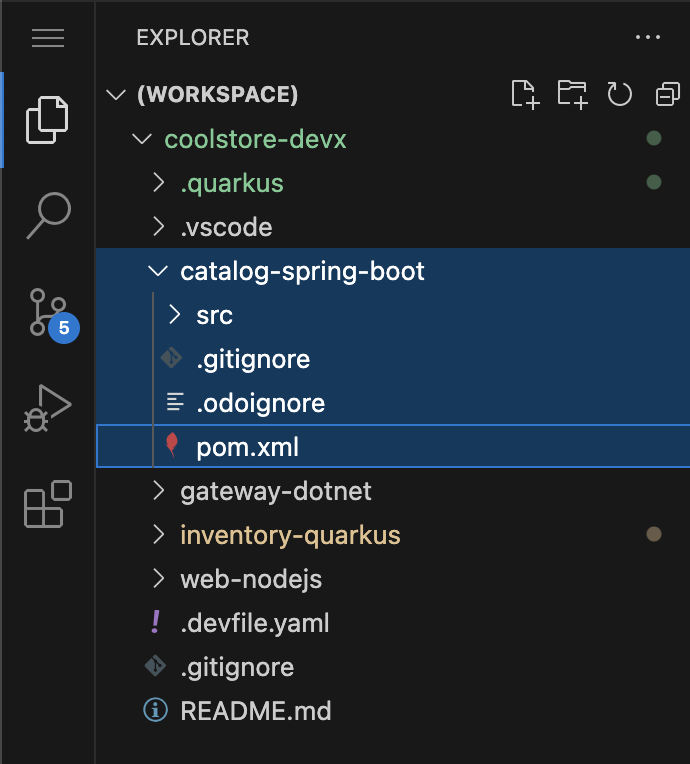 EXPLORER
(WORKSPACE)
coolstore-devx
.quarkus
.vscode
catalog-spring-boot
src
.gitignore
5
.odoignore
pom.xml
gateway-dotnet
inventory-quarkus
web-nodejs
.devfile.yaml
.gitignore
README.md